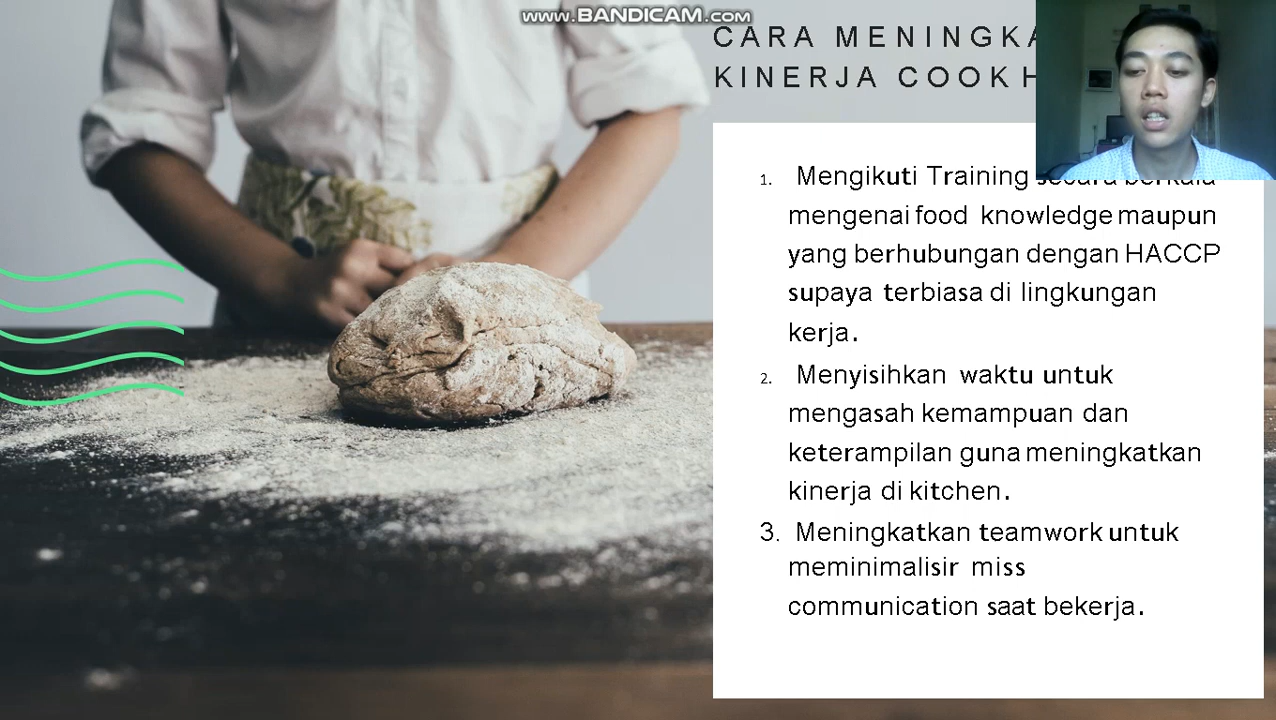 www.BANDICAM.com
CARA MENINGKA
KINERJA COOK H
1. Mengikuti Training secara berkala
mengenai food knowledge maupun
yang berhubungan dengan HACCP
supaya terbiasa di lingkungan
kerja.
2. Menyisihkan waktu untuk
mengasah kemampuan dan
keterampilan guna meningkatkan
kinerja di kitchen.
3. Meningkatkan teamwork untuk
meminimalisir miss
communication saat bekerja.